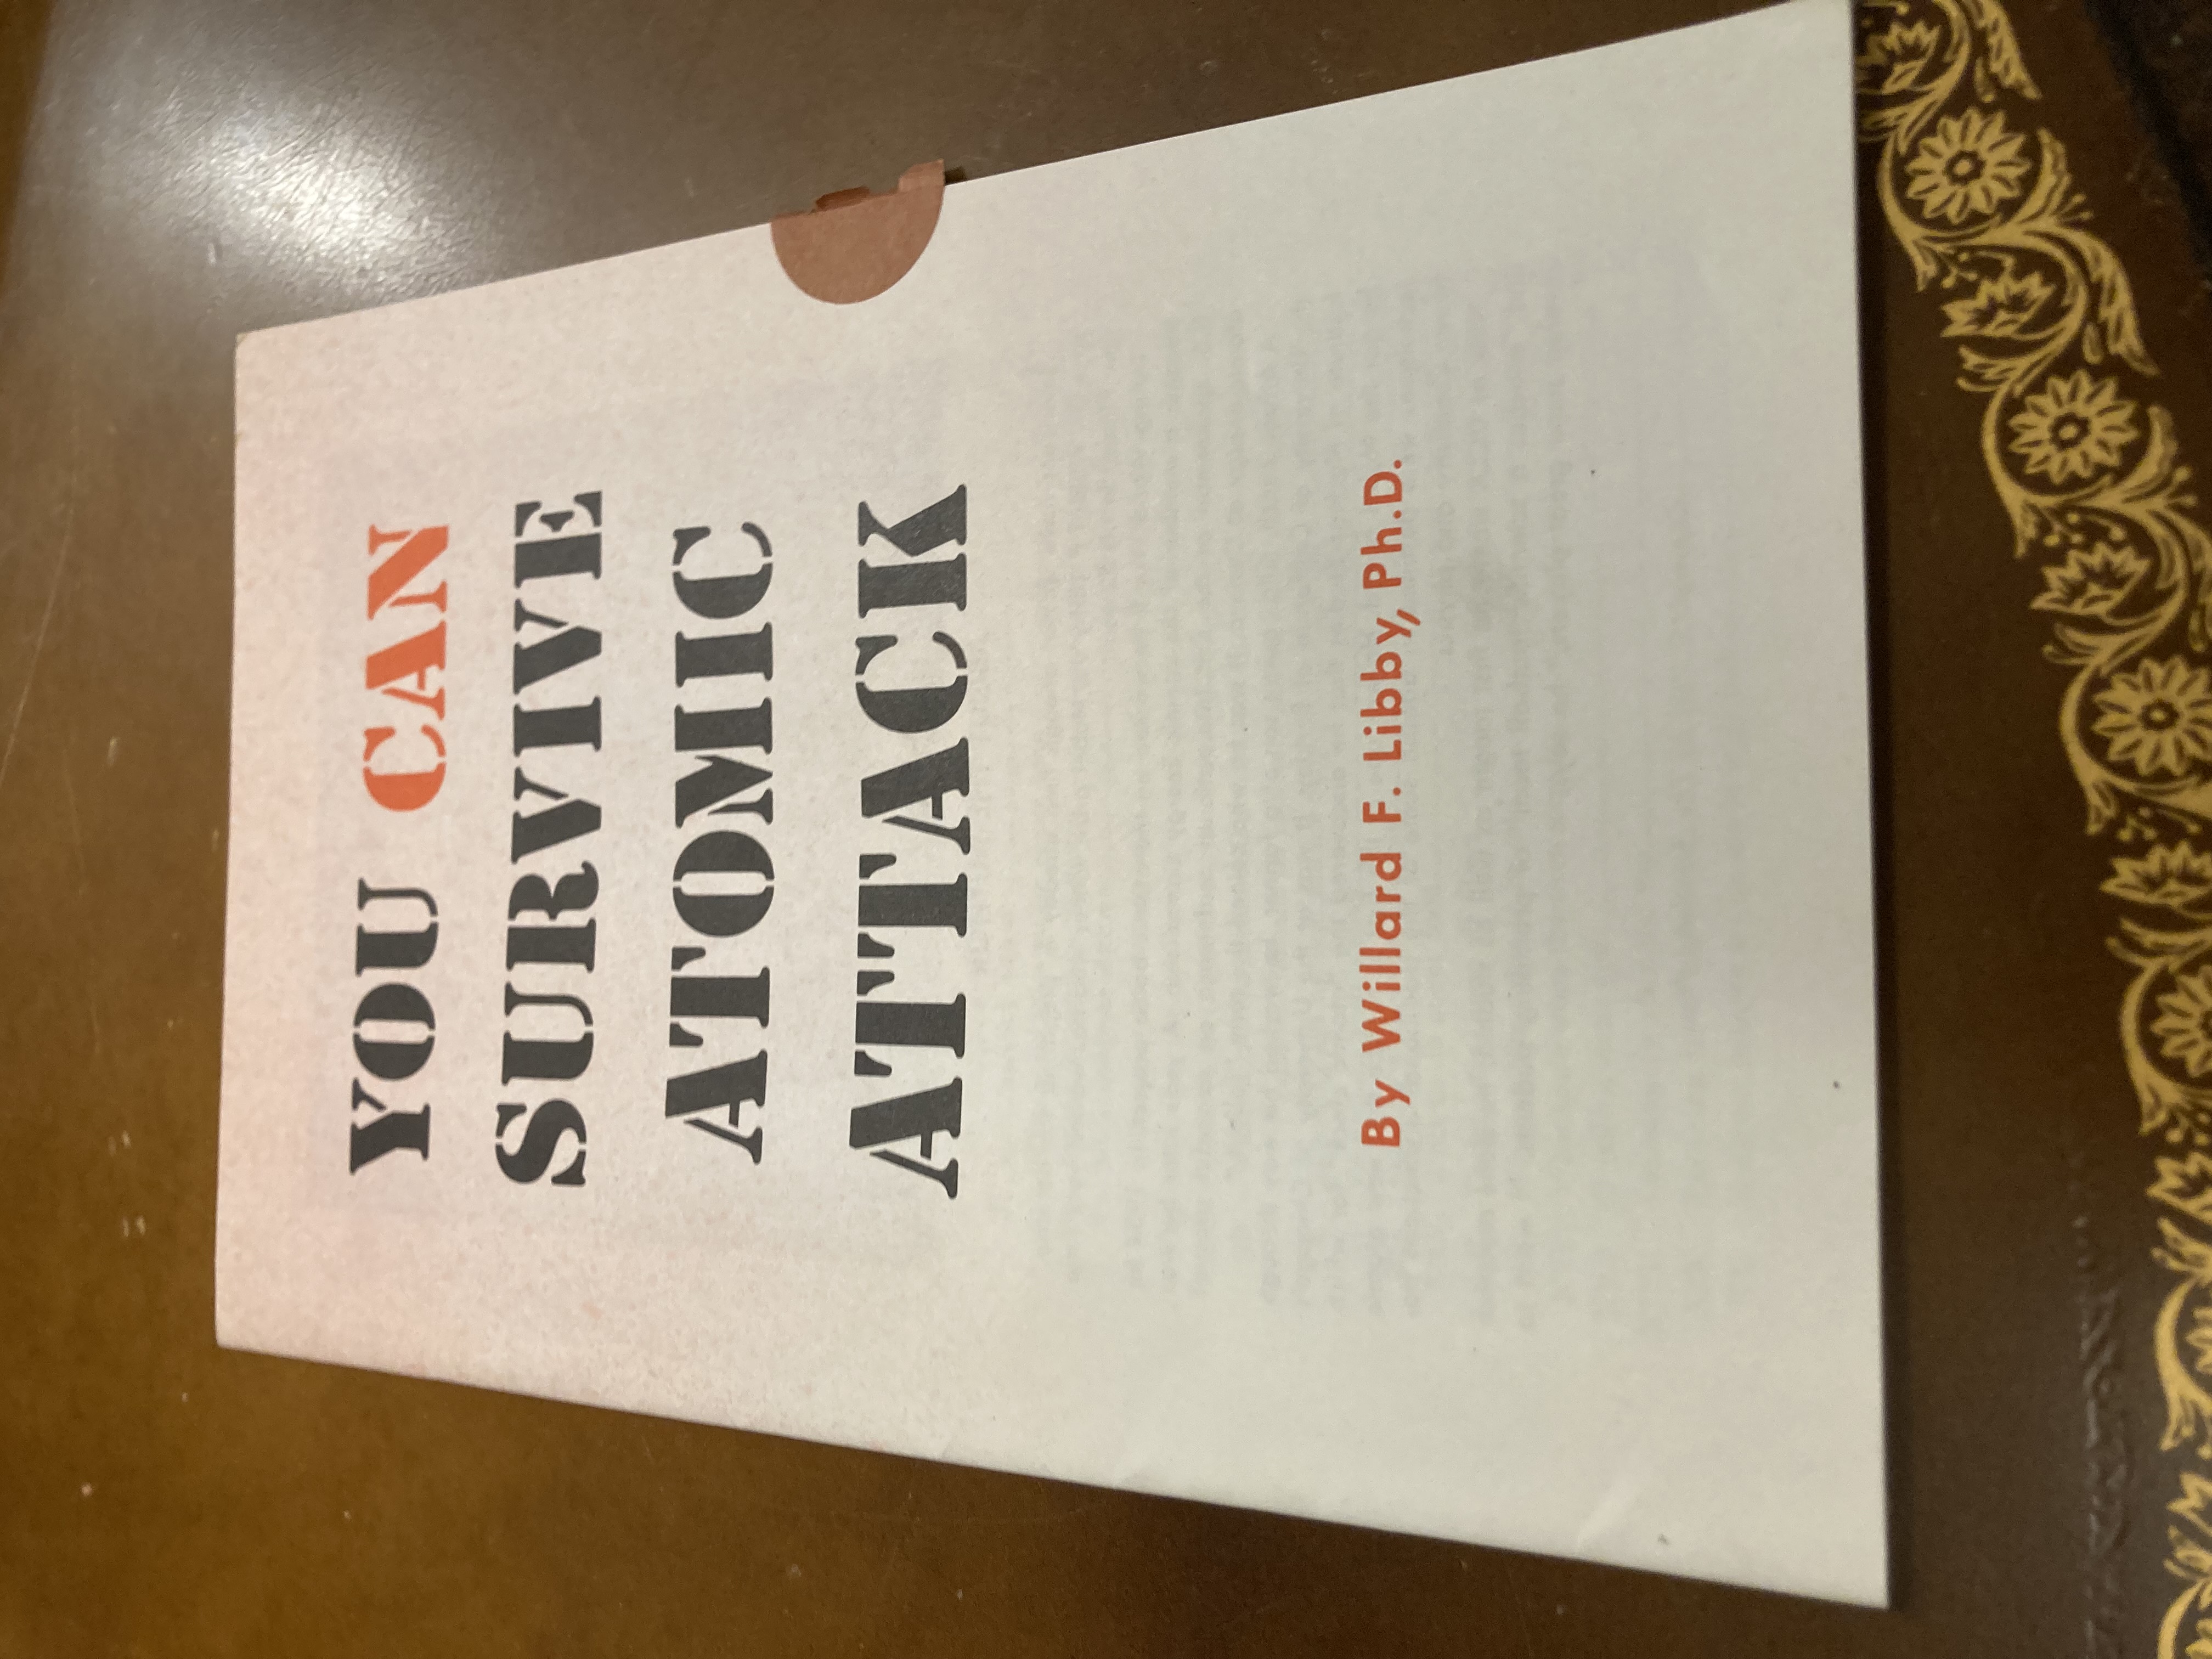 YOU CAN
SURVIVE
ATOMIC
ATTACK
By Willard F. Libby, Ph.D.